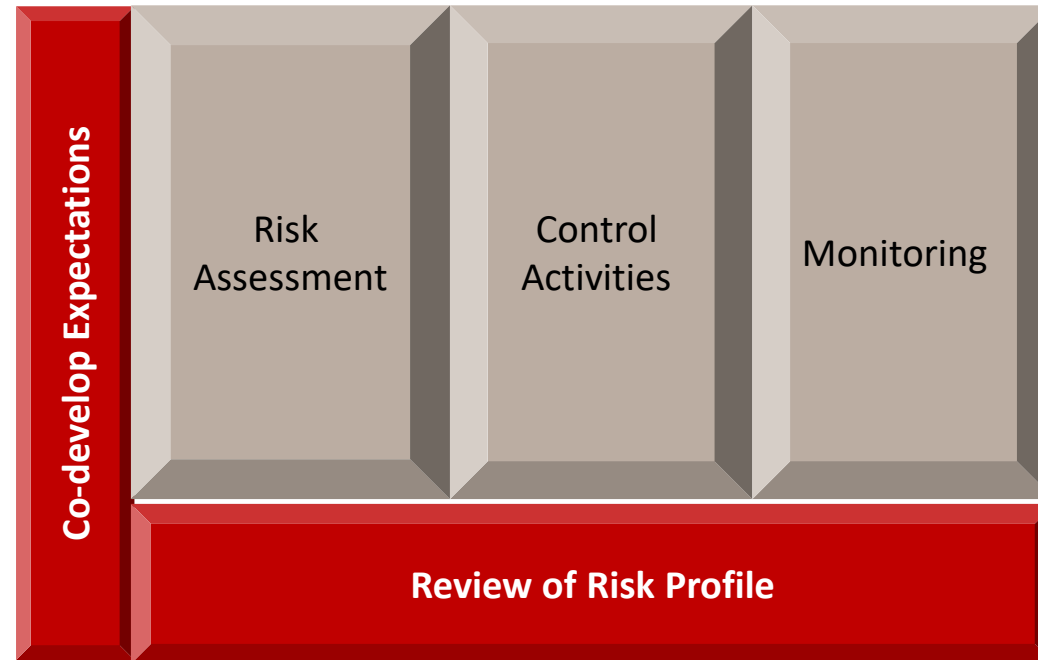 Co-develop Expectations
Risk
Assessment
Control
Activities
Monitoring
Review of Risk Profile